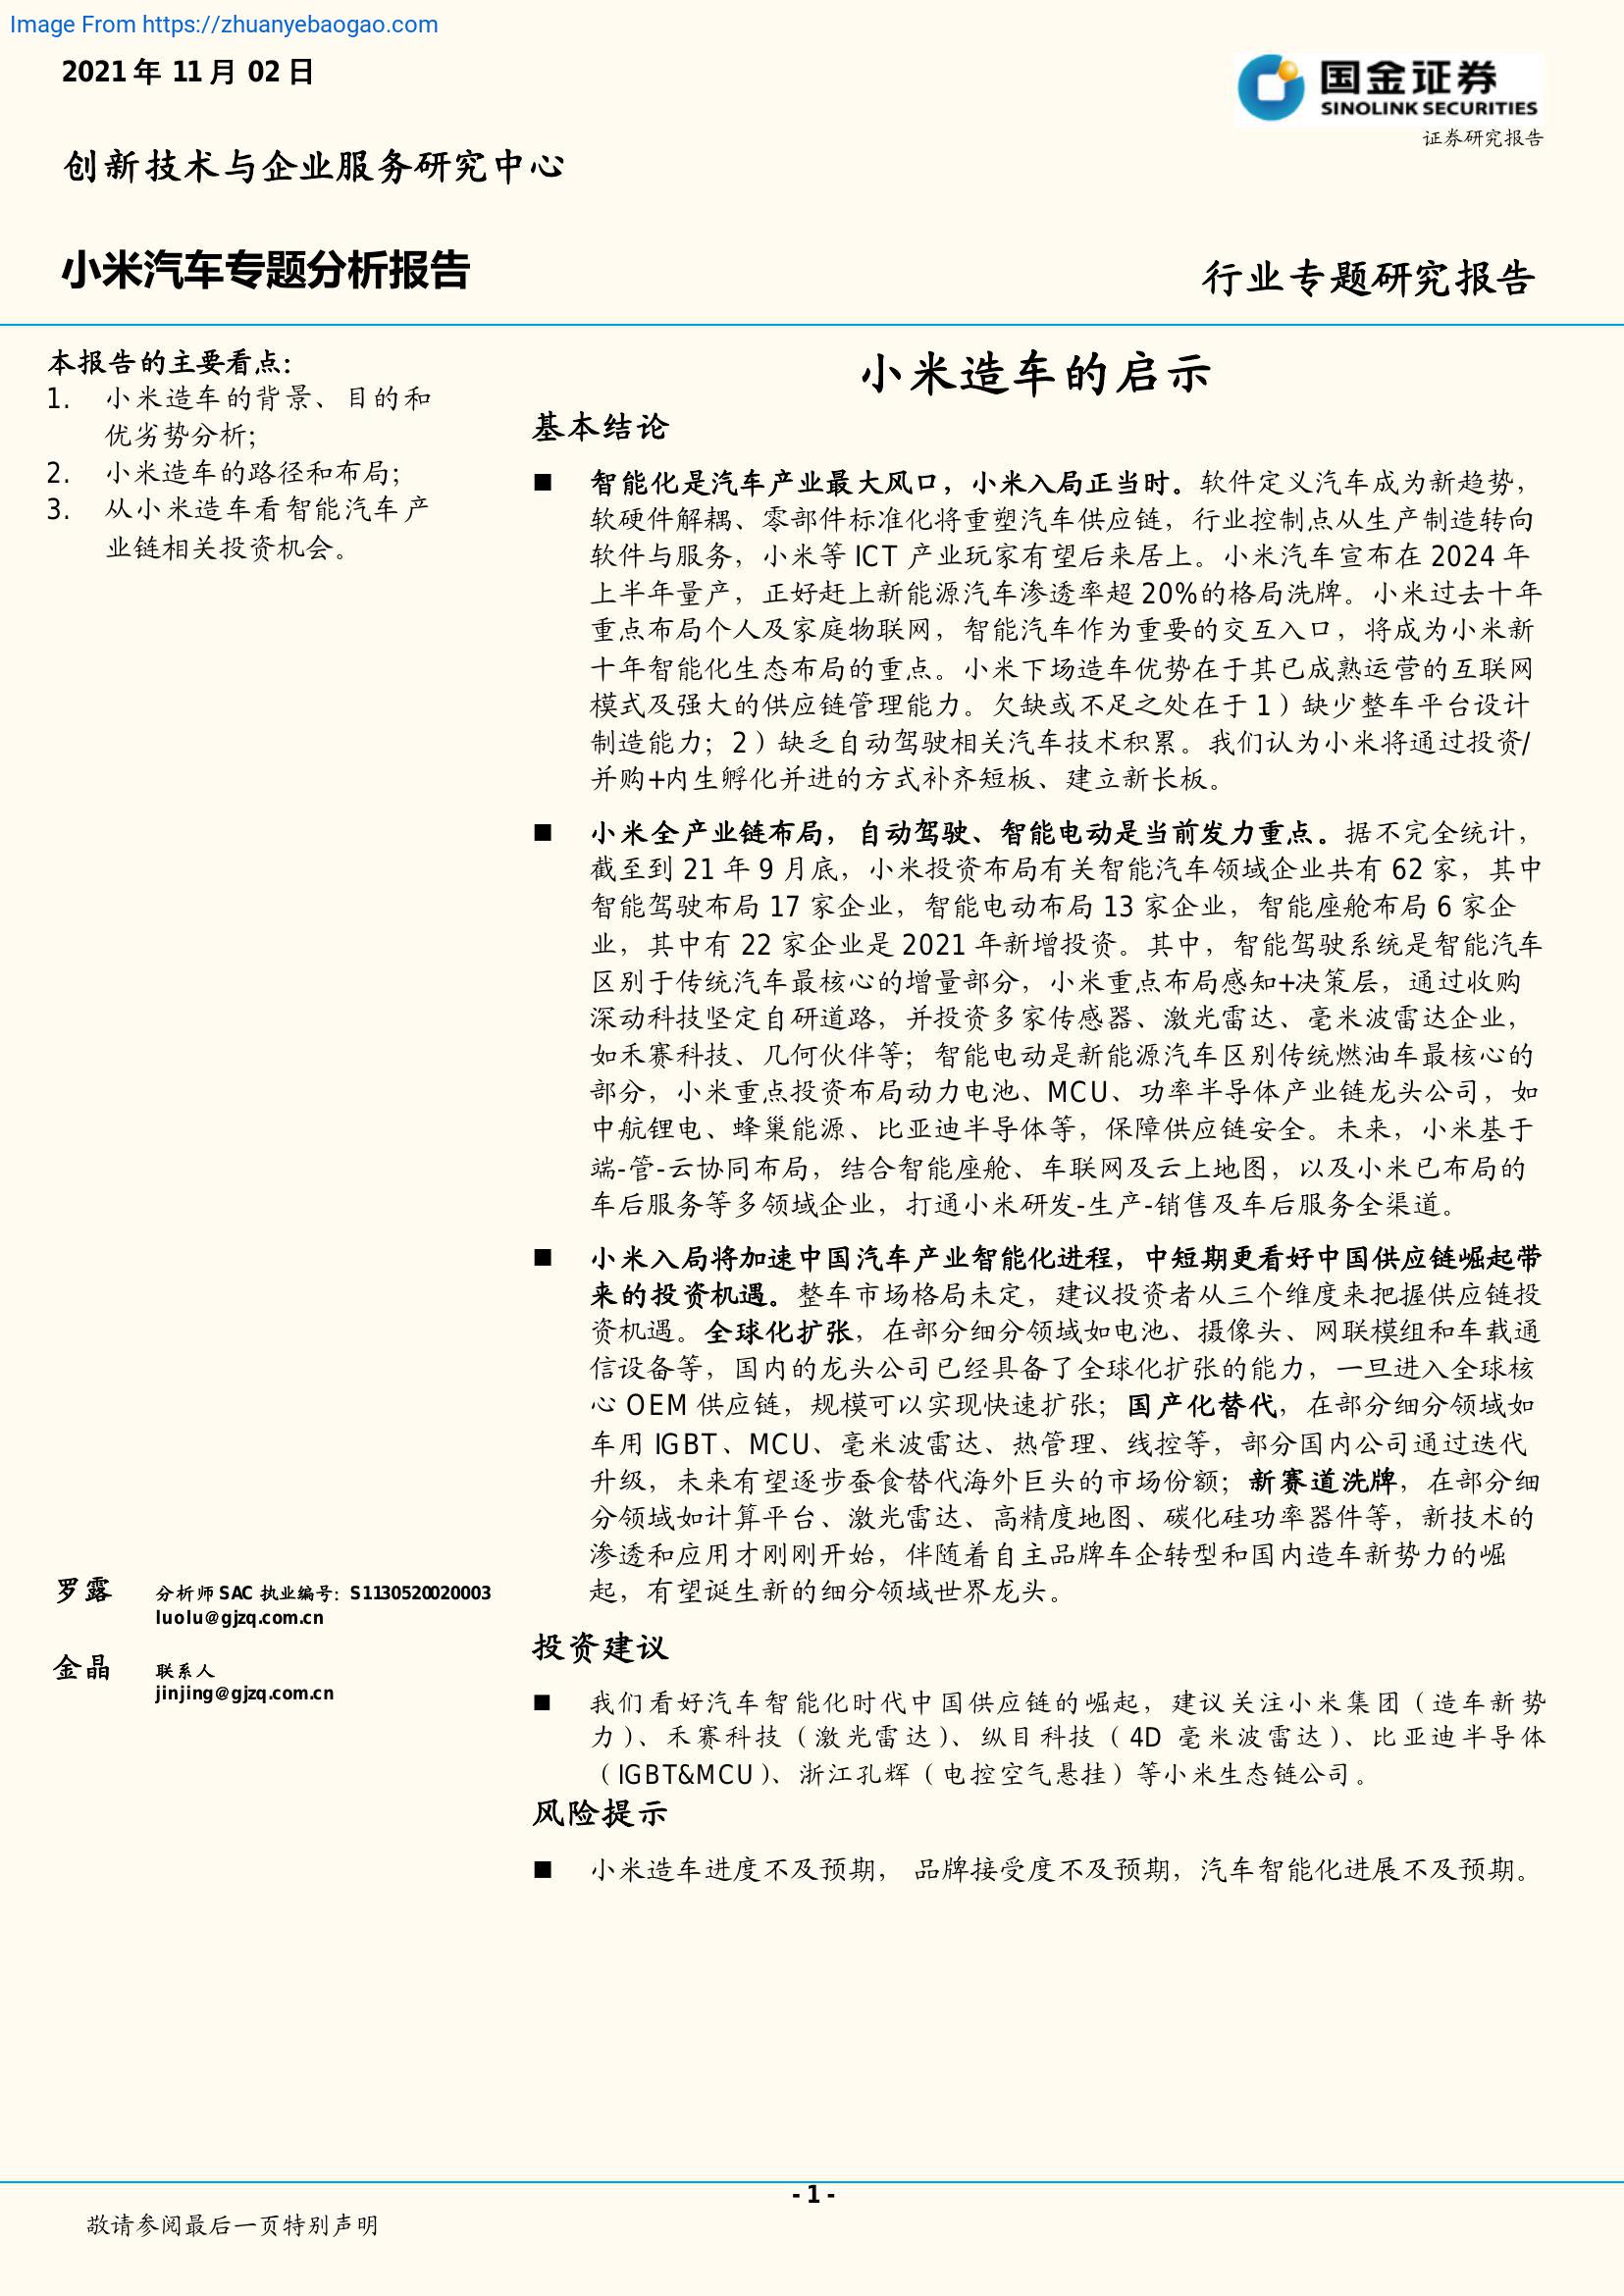 Image From https://zhuanyebaogao.com
2021 年 11 月 02 日
国金证券
SINOLINK SECURITIES
证券研究报告
创新技术与企业服务研究中心
小米汽车专题分析报告
行业专题研究报告
本报告的主要看点：
1. 小米造车的背景、目的和
优劣势分析；
2. 小米造车的路径和布局；
3. 从小米造车看智能汽车产
业链相关投资机会。
罗露 分析师 SAC 执业编号：S1130520020003
luolu@gjzq.com.cn
金晶 联系人
jinjing@gjzq.com.cn
小米造车的启示
基本结论
■ 智能化是汽车产业最大风口，小米入局正当时。软件定义汽车成为新趋势，
软硬件解耦、零部件标准化将重塑汽车供应链，行业控制点从生产制造转向
软件与服务，小米等 ICT 产业玩家有望后来居上。小米汽车宣布在 2024 年
上半年量产，正好赶上新能源汽车渗透率超 20%的格局洗牌。小米过去十年
重点布局个人及家庭物联网，智能汽车作为重要的交互入口，将成为小米新
十年智能化生态布局的重点。小米下场造车优势在于其已成熟运营的互联网
模式及强大的供应链管理能力。欠缺或不足之处在于 1）缺少整车平台设计
制造能力；2）缺乏自动驾驶相关汽车技术积累。我们认为小米将通过投资/
并购+内生孵化并进的方式补齐短板、建立新长板。
■ 小米全产业链布局，自动驾驶、智能电动是当前发力重点。据不完全统计，
截至到 21 年 9 月底，小米投资布局有关智能汽车领域企业共有 62 家，其中
智能驾驶布局 17 家企业，智能电动布局 13 家企业，智能座舱布局 6 家企
业，其中有 22 家企业是 2021 年新增投资。其中，智能驾驶系统是智能汽车
区别于传统汽车最核心的增量部分，小米重点布局感知+决策层，通过收购
深动科技坚定自研道路，并投资多家传感器、激光雷达、毫米波雷达企业，
如禾赛科技、几何伙伴等；智能电动是新能源汽车区别传统燃油车最核心的
部分，小米重点投资布局动力电池、MCU、功率半导体产业链龙头公司，如
中航锂电、蜂巢能源、比亚迪半导体等，保障供应链安全。未来，小米基于
端-管-云协同布局，结合智能座舱、车联网及云上地图，以及小米已布局的
车后服务等多领域企业，打通小米研发-生产-销售及车后服务全渠道。
■ 小米入局将加速中国汽车产业智能化进程，中短期更看好中国供应链崛起带
来的投资机遇。整车市场格局未定，建议投资者从三个维度来把握供应链投
资机遇。全球化扩张，在部分细分领域如电池、摄像头、网联模组和车载通
信设备等，国内的龙头公司已经具备了全球化扩张的能力，一旦进入全球核
心 OEM 供应链，规模可以实现快速扩张；国产化替代，在部分细分领域如
车用 IGBT、MCU、毫米波雷达、热管理、线控等，部分国内公司通过迭代
升级，未来有望逐步蚕食替代海外巨头的市场份额；新赛道洗牌，在部分细
分领域如计算平台、激光雷达、高精度地图、碳化硅功率器件等，新技术的
渗透和应用才刚刚开始，伴随着自主品牌车企转型和国内造车新势力的崛
起，有望诞生新的细分领域世界龙头。
投资建议
■ 我们看好汽车智能化时代中国供应链的崛起，建议关注小米集团（造车新势
力）、禾赛科技（激光雷达）、纵目科技（4D 毫米波雷达）、比亚迪半导体
（IGBT&MCU）、浙江孔辉（电控空气悬挂）等小米生态链公司。
风险提示
■ 小米造车进度不及预期， 品牌接受度不及预期，汽车智能化进展不及预期。
- 1 -
敬请参阅最后一页特别声明